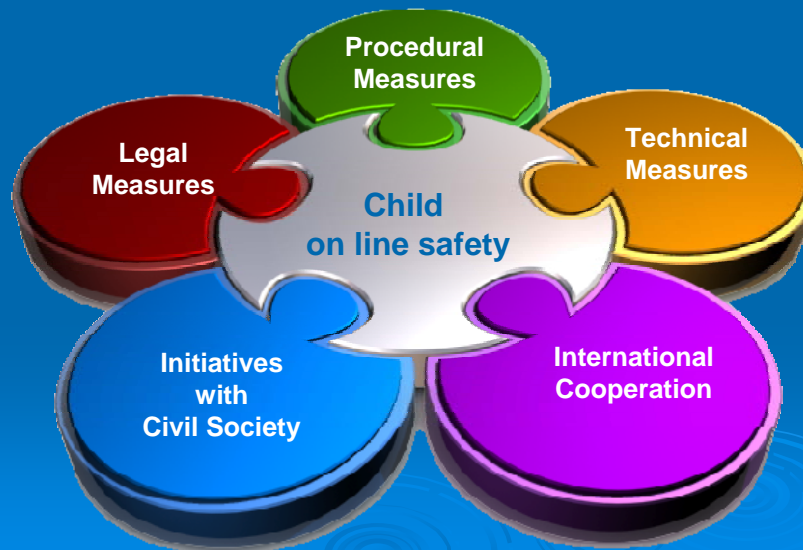 Procedural
Measures
Legal
Measures
Technical
Measures
Child
on line safety
Initiatives
with
Civil Society
International
Cooperation